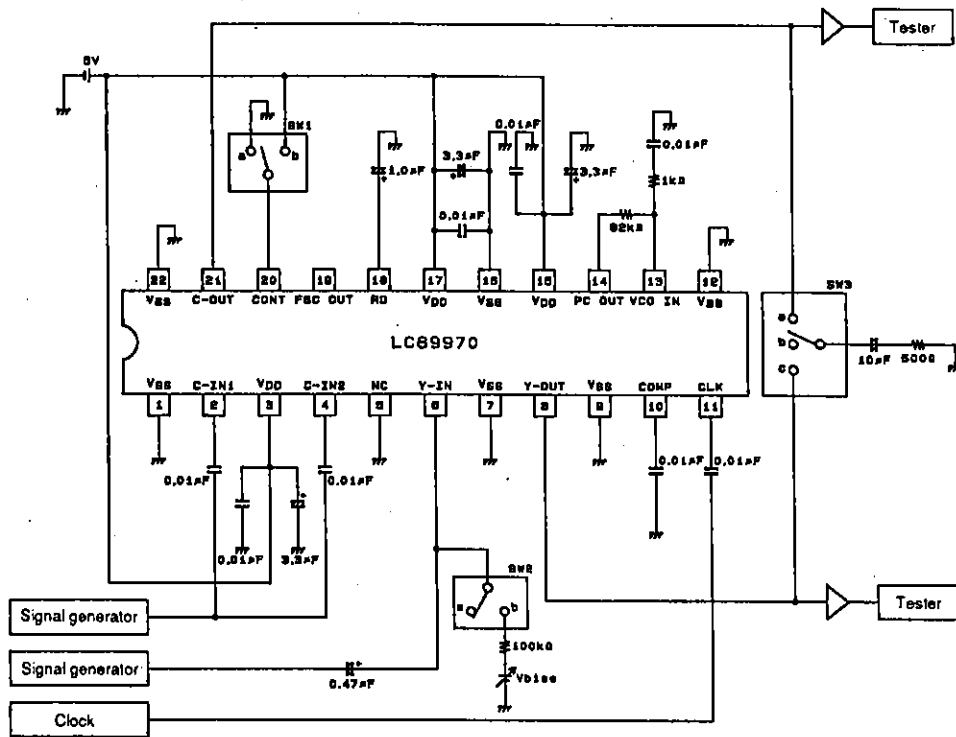 Tester
5V
SW1
a
b
0.01µF
0.01µF
1.0µF
3.3µF
3.3µF
1kΩ
0.01µF
82kΩ
22 21 20 19 18 17 16 15 14 13 12
VSS C-OUT CONT FSC OUT RD VDD VSS VDD PC OUT VCO IN VSS
SW3
a
b
c
10µF
500Ω
LC89970
VSS C-IN1 VDD C-IN2 NC Y-IN VSS Y-OUT VSS COMP CLK
1 2 3 4 5 6 7 8 9 10 11
0.01µF
0.01µF
0.01µF
0.01µF
0.01µF
3.3µF
SW2
a
b
100kΩ
Vbias
Signal generator
Tester
Signal generator
0.47µF
Clock